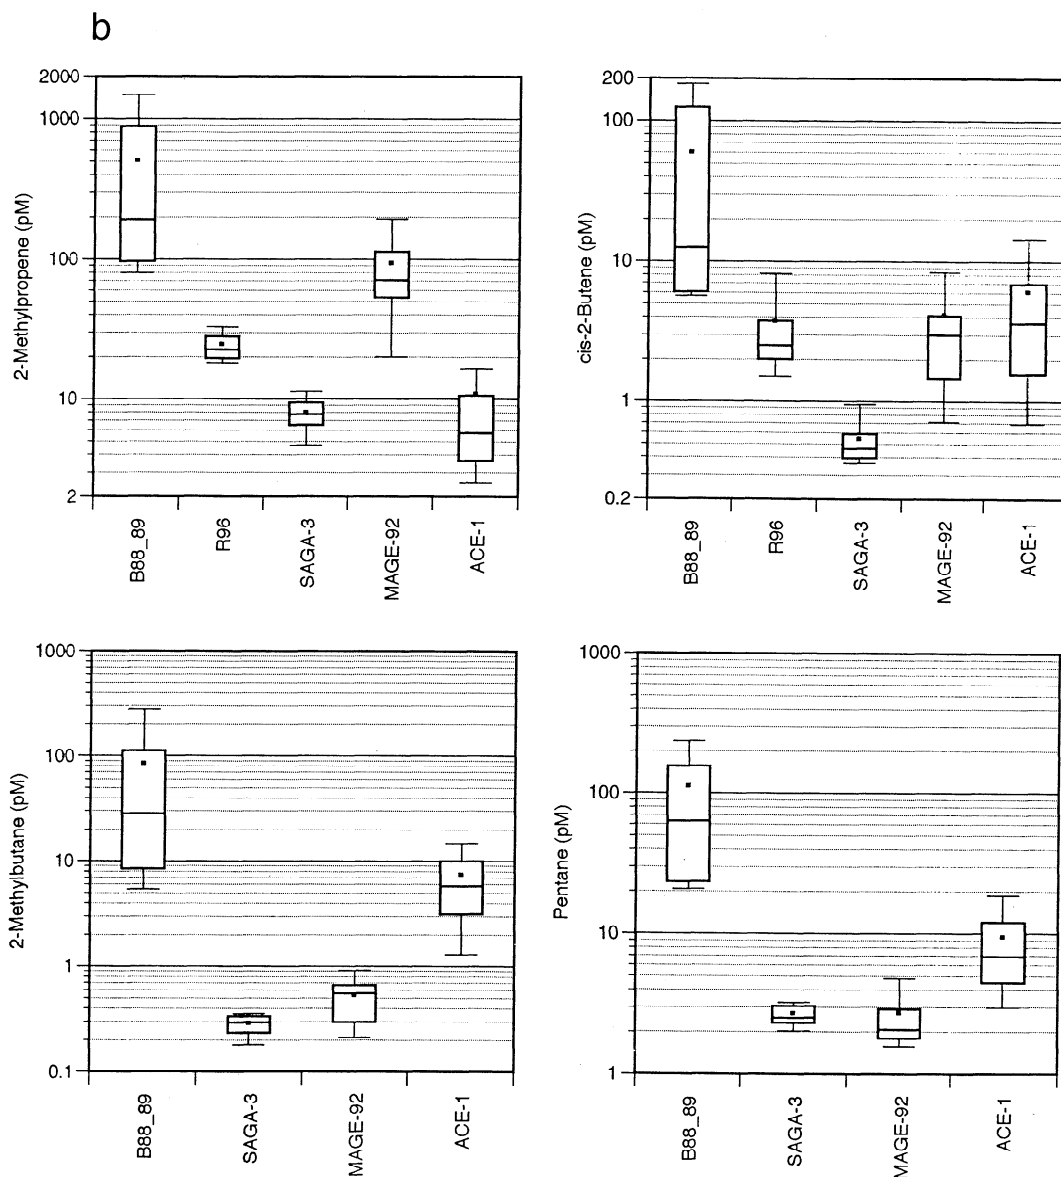 b
2-Methylpropene (pM)
2000
1000
100
10
2
B88_89
R96
SAGA-3
MAGE-92
ACE-1
cis-2-Butene (pM)
200
100
10
1
0.2
B88_89
R96
SAGA-3
MAGE-92
ACE-1
2-Methylbutane (pM)
1000
100
10
1
0.1
B88_89
SAGA-3
MAGE-92
ACE-1
Pentane (pM)
1000
100
10
1
B88_89
SAGA-3
MAGE-92
ACE-1